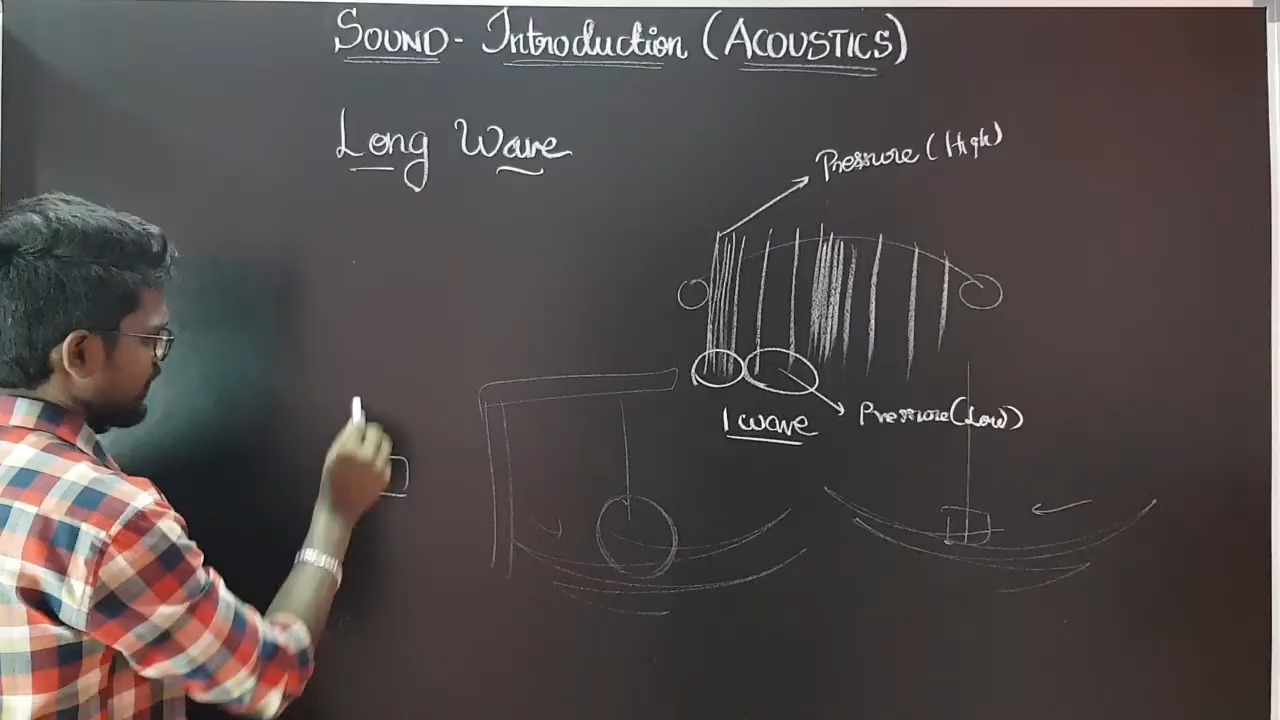 SOUND - Introduction (ACOUSTICS)
Long Wave
Pressure (High)
1 wave
Pressure (Low)